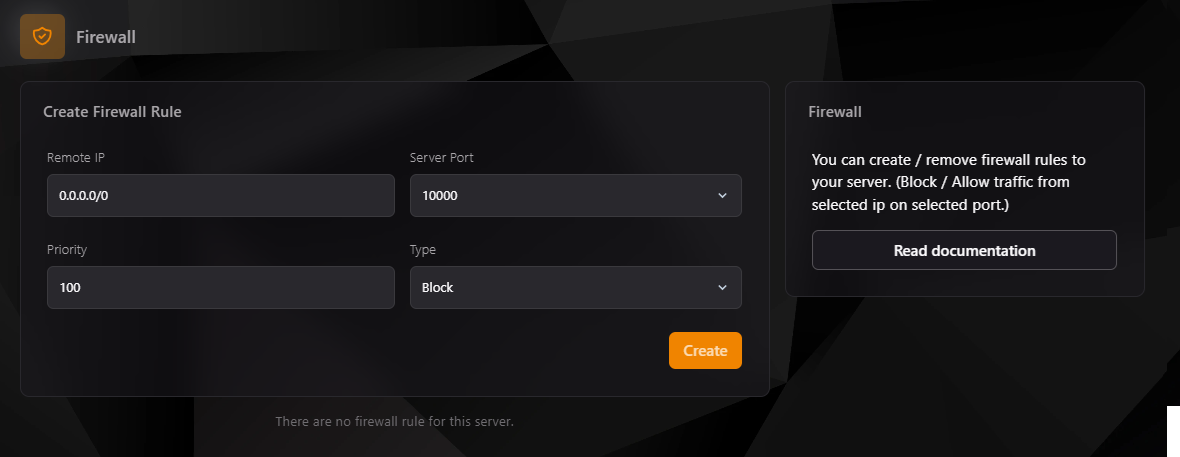 Firewall
Create Firewall Rule
Remote IP
Server Port
0.0.0.0/0
10000
Priority
Type
100
Block
Create
There are no firewall rule for this server.
Firewall
You can create / remove firewall rules to
your server. (Block / Allow traffic from
selected ip on selected port.)
Read documentation